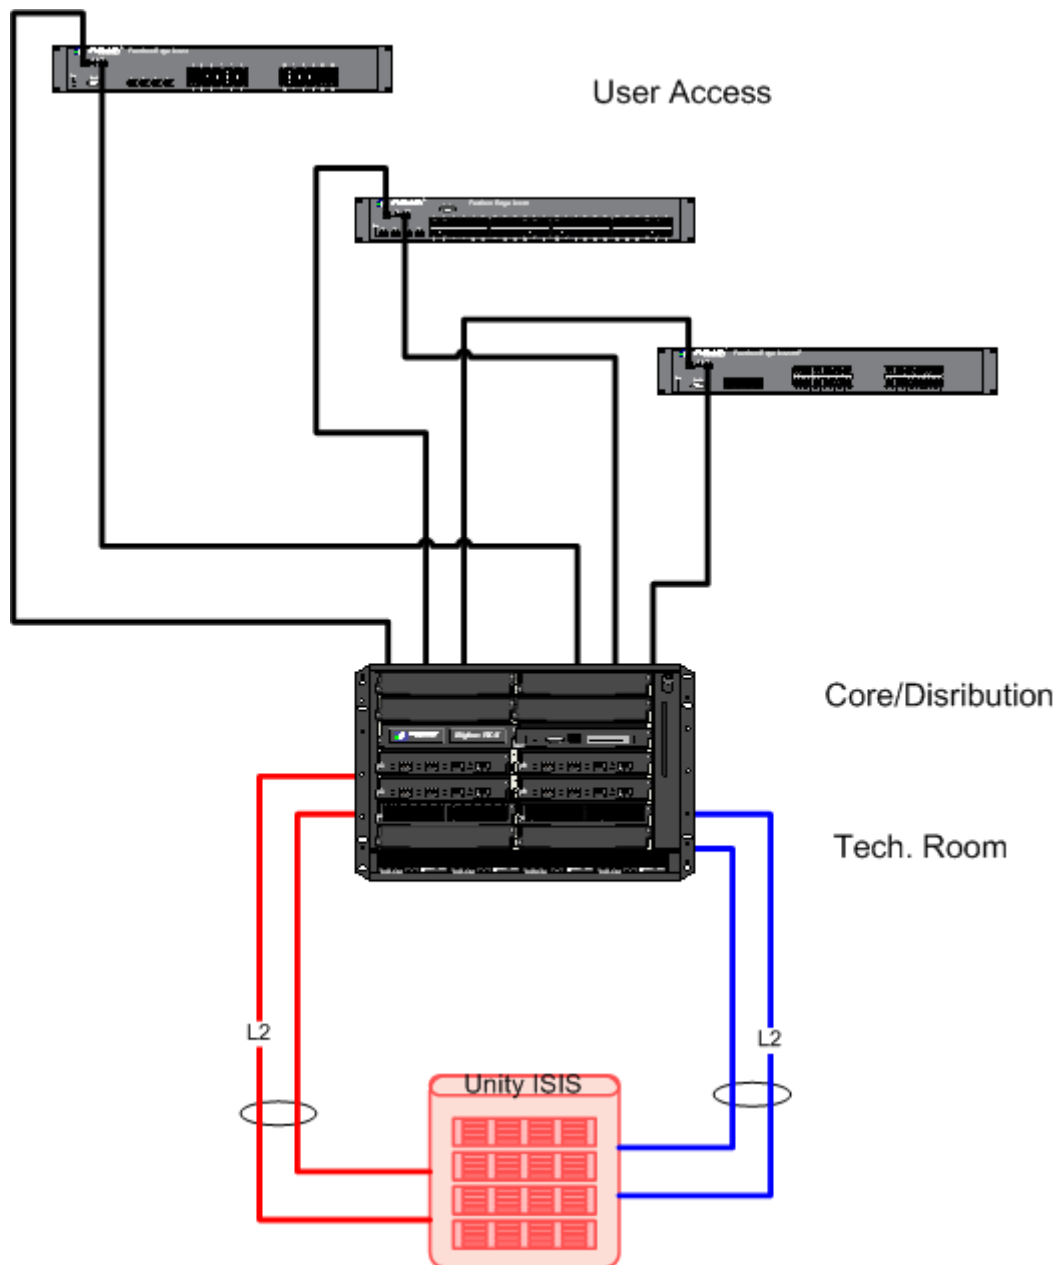 User Access
Core/Disribution
Tech. Room
L2
L2
Unity ISIS